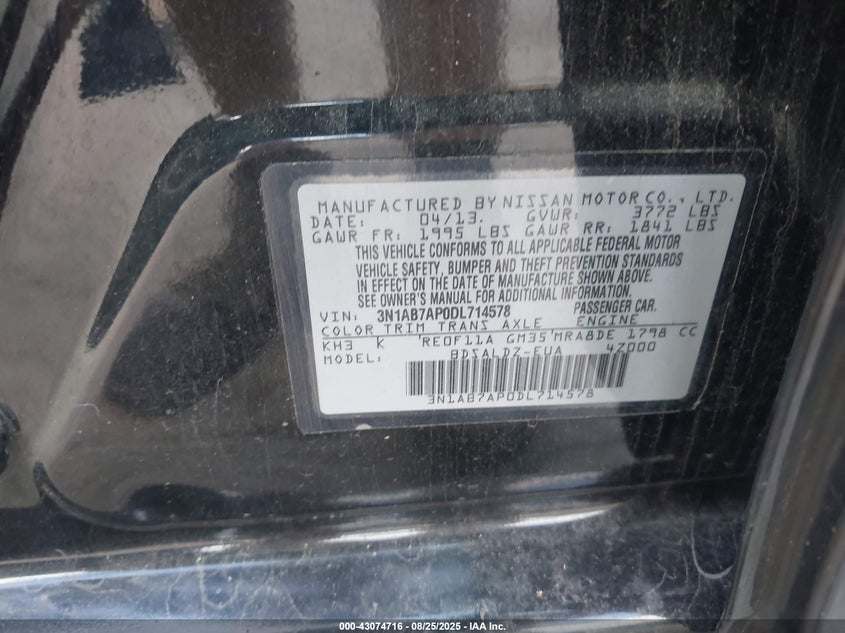 MANUFACTURED BY NISSAN MOTOR CO., LTD.
DATE: 04/13. GVWR: 3772 LBS
GAWR FR: 1995 LBS GAWR RR: 1841 LBS
THIS VEHICLE CONFORMS TO ALL APPLICABLE FEDERAL MOTOR
VEHICLE SAFETY, BUMPER AND THEFT PREVENTION STANDARDS
IN EFFECT ON THE DATE OF MANUFACTURE SHOWN ABOVE.
SEE OWNER'S MANUAL FOR ADDITIONAL INFORMATION.
VIN: 3N1AB7AP0DL714578 PASSENGER CAR.
COLOR TRIM TRANS AXLE ENGINE
KH3 K 'RE0F11A GM35'MRA8DE 1798 CC
MODEL: BDSALDZ-EUA 4Z000
3N1AB7AP0DL714578
000-43074716 — 08/25/2025 — IAA Inc.